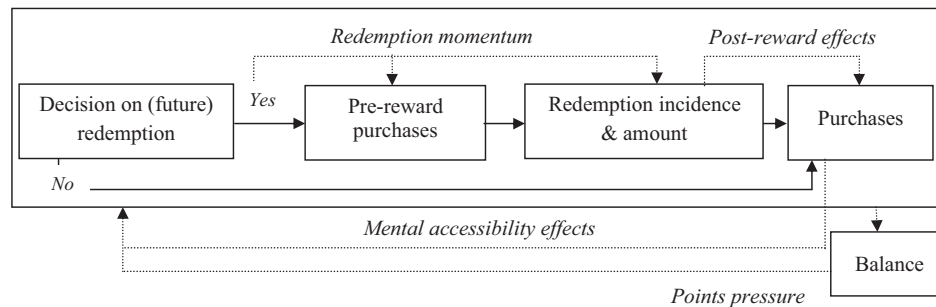 Redemption momentum
Post-reward effects
Decision on (future)
redemption
Yes
Pre-reward
purchases
Redemption incidence
& amount
Purchases
No
Mental accessibility effects
Balance
Points pressure